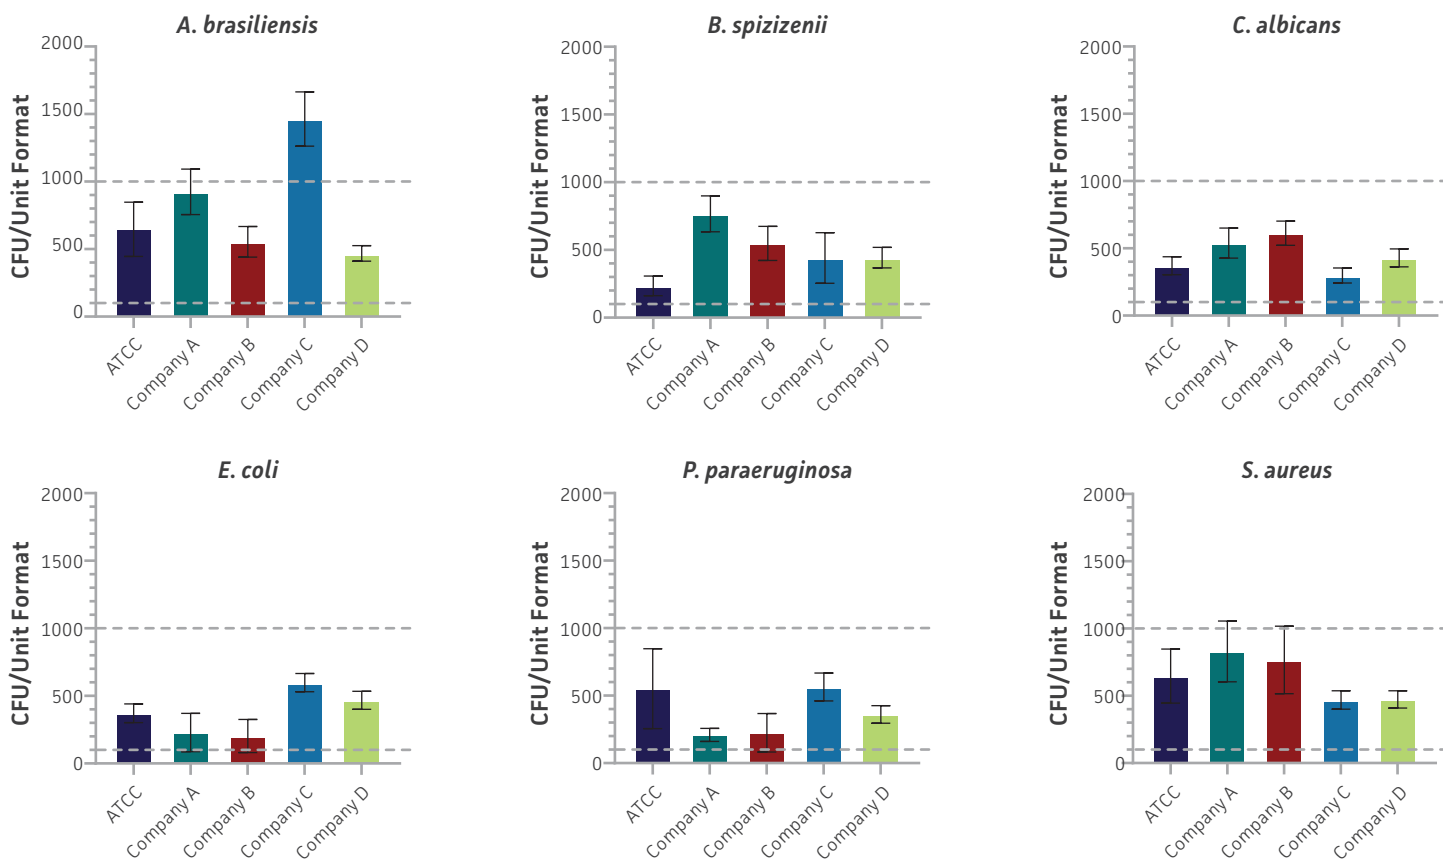 A. brasiliensis
CFU/Unit Format
2000
1500
1000
500
0
ATCC
Company A
Company B
Company C
Company D
B. spizizenii
CFU/Unit Format
2000
1500
1000
500
0
ATCC
Company A
Company B
Company C
Company D
C. albicans
CFU/Unit Format
2000
1500
1000
500
0
ATCC
Company A
Company B
Company C
Company D
E. coli
CFU/Unit Format
2000
1500
1000
500
0
ATCC
Company A
Company B
Company C
Company D
P. paraeruginosa
CFU/Unit Format
2000
1500
1000
500
0
ATCC
Company A
Company B
Company C
Company D
S. aureus
CFU/Unit Format
2000
1500
1000
500
0
ATCC
Company A
Company B
Company C
Company D